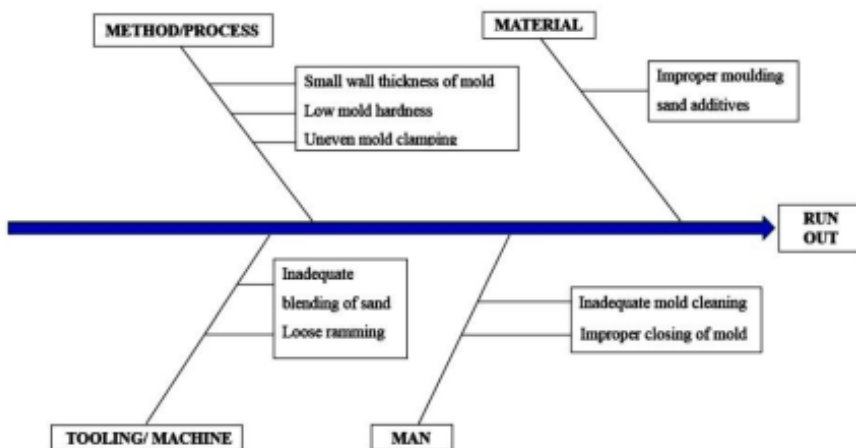 METHOD/PROCESS
Small wall thickness of mold
Low mold hardness
Uneven mold clamping
MATERIAL
Improper moulding
sand additives
RUN
OUT
Inadequate
blending of sand
Loose ramming
TOOLING/ MACHINE
Inadequate mold cleaning
Improper closing of mold
MAN